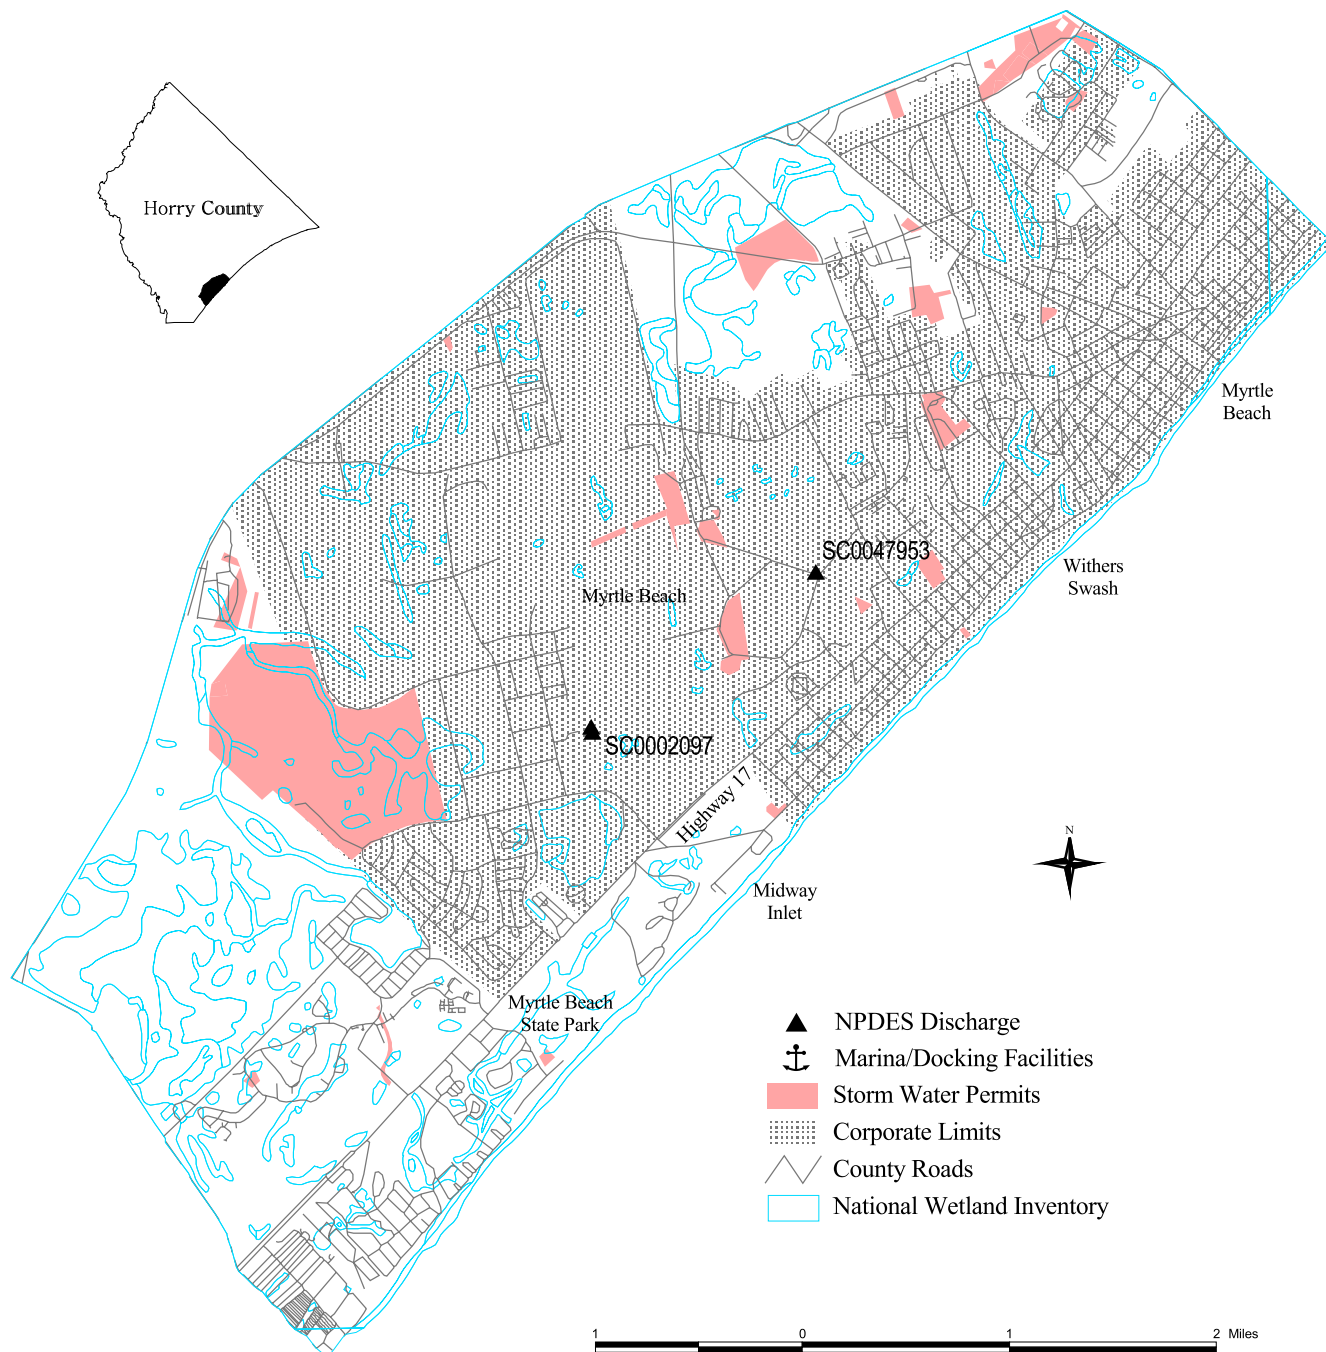 Horry County
Myrtle
Beach
SC0047953
Withers
Swash
Myrtle Beach
SC0002097
Highway 17
N
Midway
Inlet
Myrtle Beach
State Park
NPDES Discharge
Marina/Docking Facilities
Storm Water Permits
Corporate Limits
County Roads
National Wetland Inventory
1 0 1 2 Miles